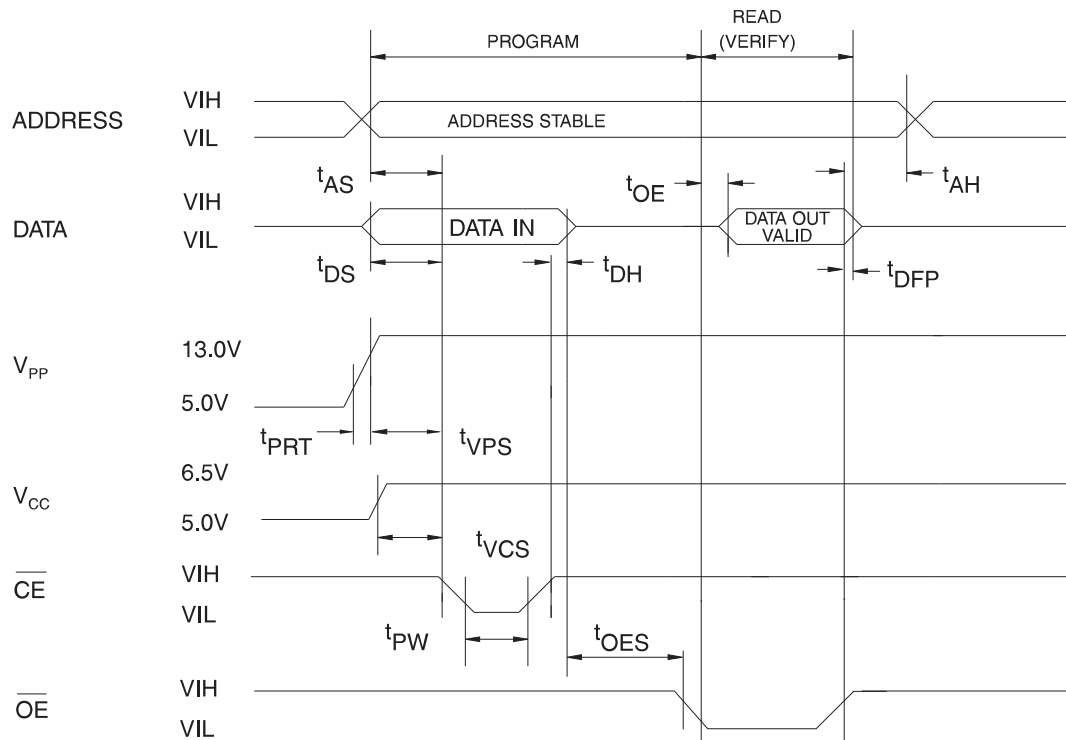 READ
PROGRAM
(VERIFY)
ADDRESS
VIH
VIL
ADDRESS STABLE
tAS
tOE
tAH
DATA
VIH
VIL
DATA IN
DATA OUT
VALID
tDS
tDH
tDFP
VPP
13.0V
5.0V
tPRT
tVPS
VCC
6.5V
5.0V
tVCS
CE
VIH
VIL
tPW
tOES
OE
VIH
VIL